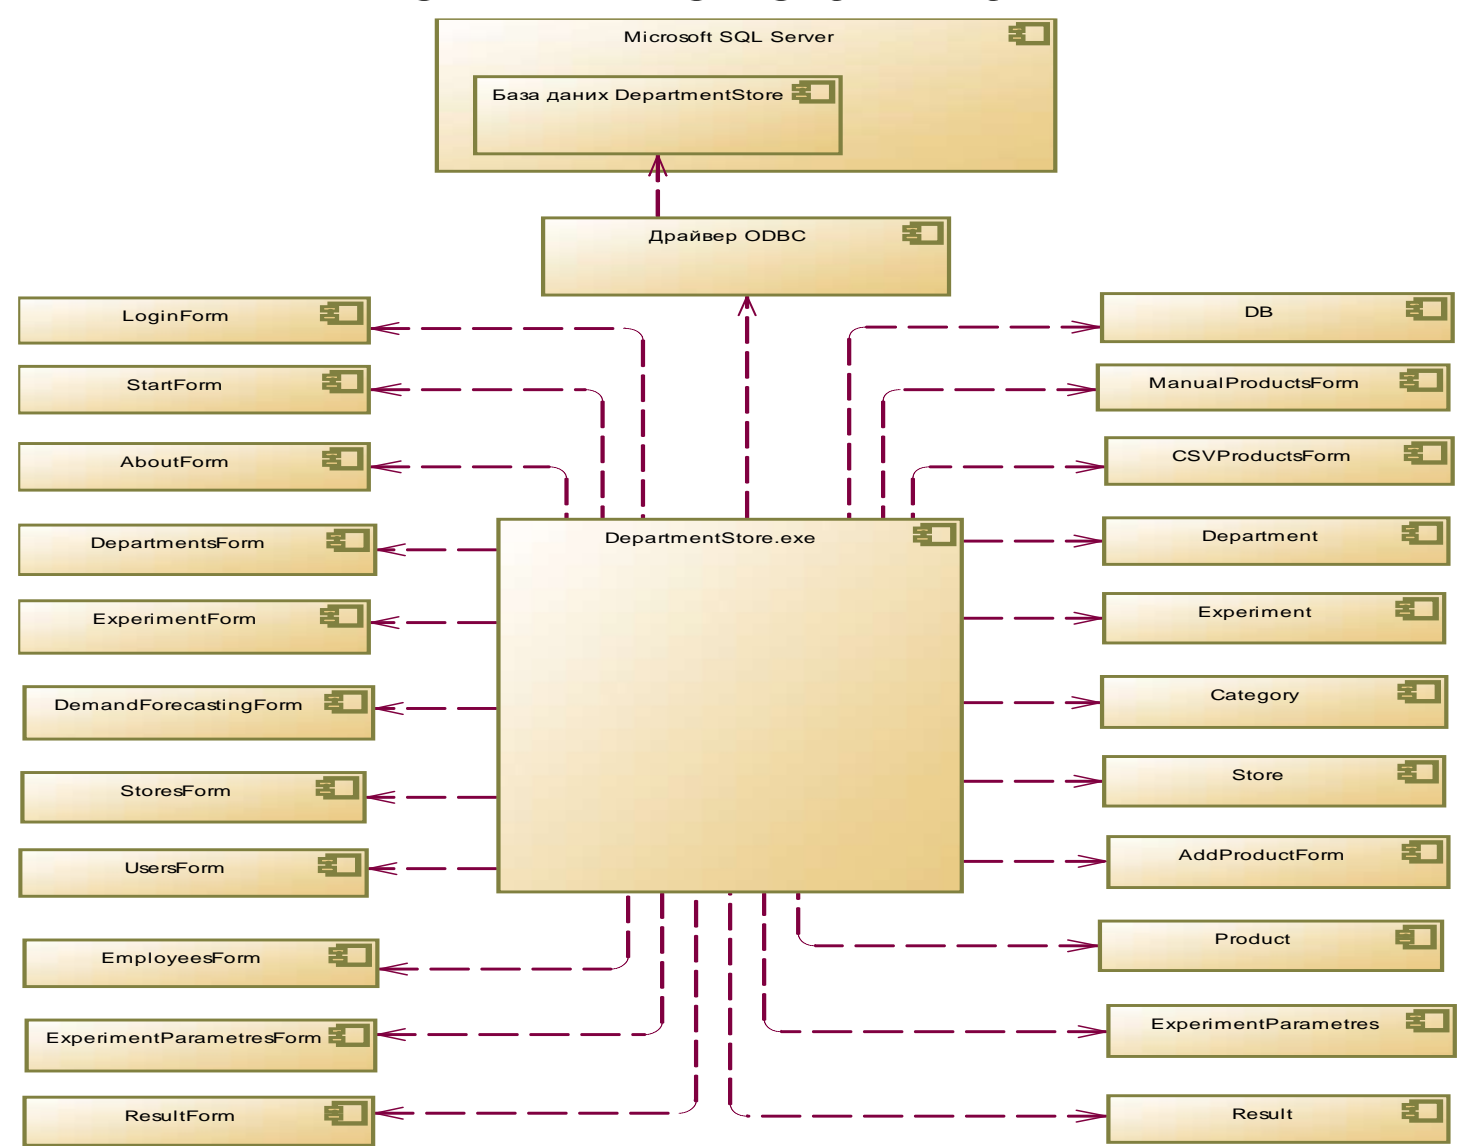 Microsoft SQL Server
База даних DepartmentStore
Драйвер ODBC
LoginForm
StartForm
AboutForm
DepartmentsForm
ExperimentForm
DemandForecastingForm
StoresForm
UsersForm
EmployeesForm
ExperimentParametresForm
ResultForm
DepartmentStore.exe
DB
ManualProductsForm
CSVProductsForm
Department
Experiment
Category
Store
AddProductForm
Product
ExperimentParametres
Result